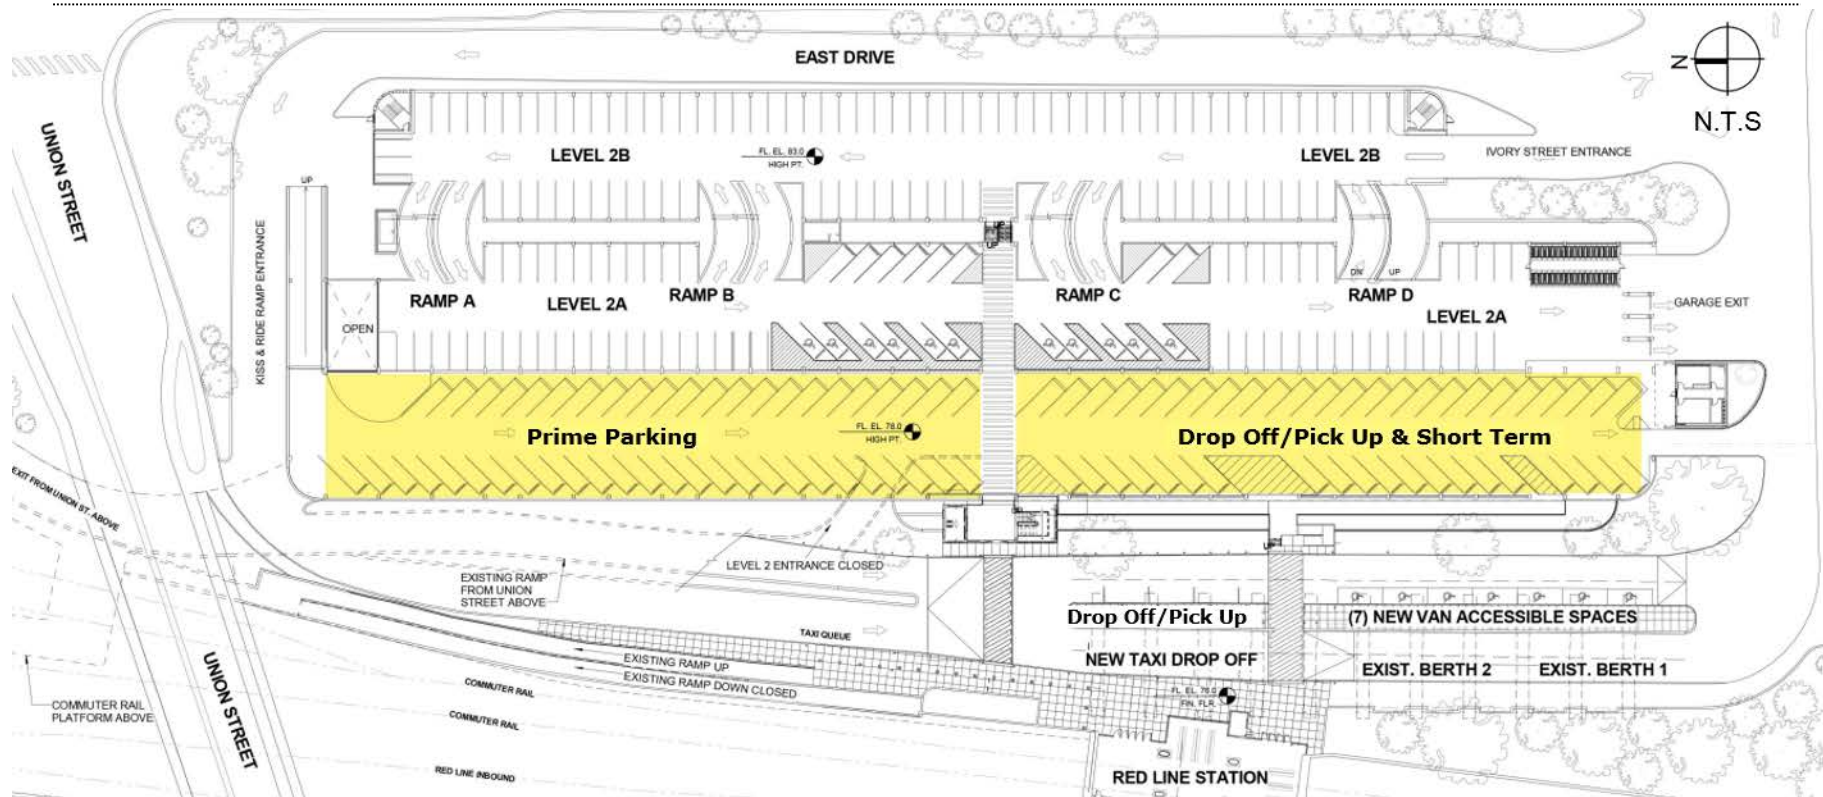 EAST DRIVE
N
N.T.S
UNION STREET
LEVEL 2B
FL. EL. 83.0
HIGH PT.
LEVEL 2B
IVORY STREET ENTRANCE
UP
KISS & RIDE RAMP ENTRANCE
UP
UP
DN
UP
RAMP A
LEVEL 2A
RAMP B
RAMP C
RAMP D
LEVEL 2A
GARAGE EXIT
OPEN
Prime Parking
FL. EL. 78.0
HIGH PT.
Drop Off/Pick Up & Short Term
EXIT FROM UNION ST. ABOVE
UP
LEVEL 2 ENTRANCE CLOSED
EXISTING RAMP
FROM UNION
STREET ABOVE
TAXI QUEUE
Drop Off/Pick Up
(7) NEW VAN ACCESSIBLE SPACES
NEW TAXI DROP OFF
EXIST. BERTH 2
EXIST. BERTH 1
EXISTING RAMP UP
EXISTING RAMP DOWN CLOSED
FL. EL. 76.0
FIN. FLR.
UNION STREET
COMMUTER RAIL
PLATFORM ABOVE
COMMUTER RAIL
COMMUTER RAIL
RED LINE INBOUND
RED LINE STATION